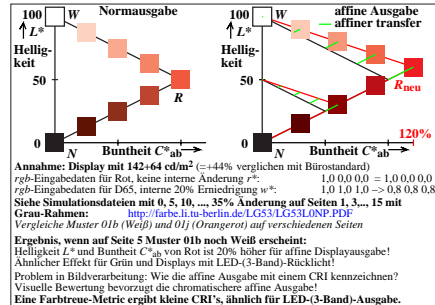 100
W
Normausgabe
L*
Hellig-
keit
50
R
0
N
Buntheit C*ab
100
W
affine Ausgabe
affiner transfer
L*
Hellig-
keit
50
Rneu
0
N
Buntheit C*ab
120%
Annahme: Display mit 142+64 cd/m² (=+44% verglichen mit Bürostandard)
rgb-Eingabedaten für Rot, keine interne Änderung r*: 1,0 0,0 0,0 = 1,0 0,0 0,0
rgb-Eingabedaten für D65, interne 20% Erniedrigung w*: 1,0 1,0 1,0 –> 0,8 0,8 0,8
Siehe Simulationsdateien mit 0, 5, 10, ..., 35% Änderung auf Seiten 1, 3,.., 15 mit
Grau-Rahmen: http://farbe.li.tu-berlin.de/LG53/LG53L0NP.PDF
Vergleiche Muster 01b (Weiß) und 01j (Orangerot) auf verschiedenen Seiten
Ergebnis, wenn auf Seite 5 Muster 01b noch Weiß erscheint:
Helligkeit L* und Buntheit C*ab von Rot ist 20% höher für affine Displayausgabe!
Ähnlicher Effekt für Grün und Displays mit LED-(3-Band)-Rücklicht!
Problem in Bildverarbeitung: Wie die affine Ausgabe mit einem CRI kennzeichnen?
Visuelle Bewertung bevorzugt die chromatischere affine Ausgabe!
Eine Farbtreue-Metric ergibt kleine CRI's, ähnlich für LED-(3-Band)-Ausgabe.